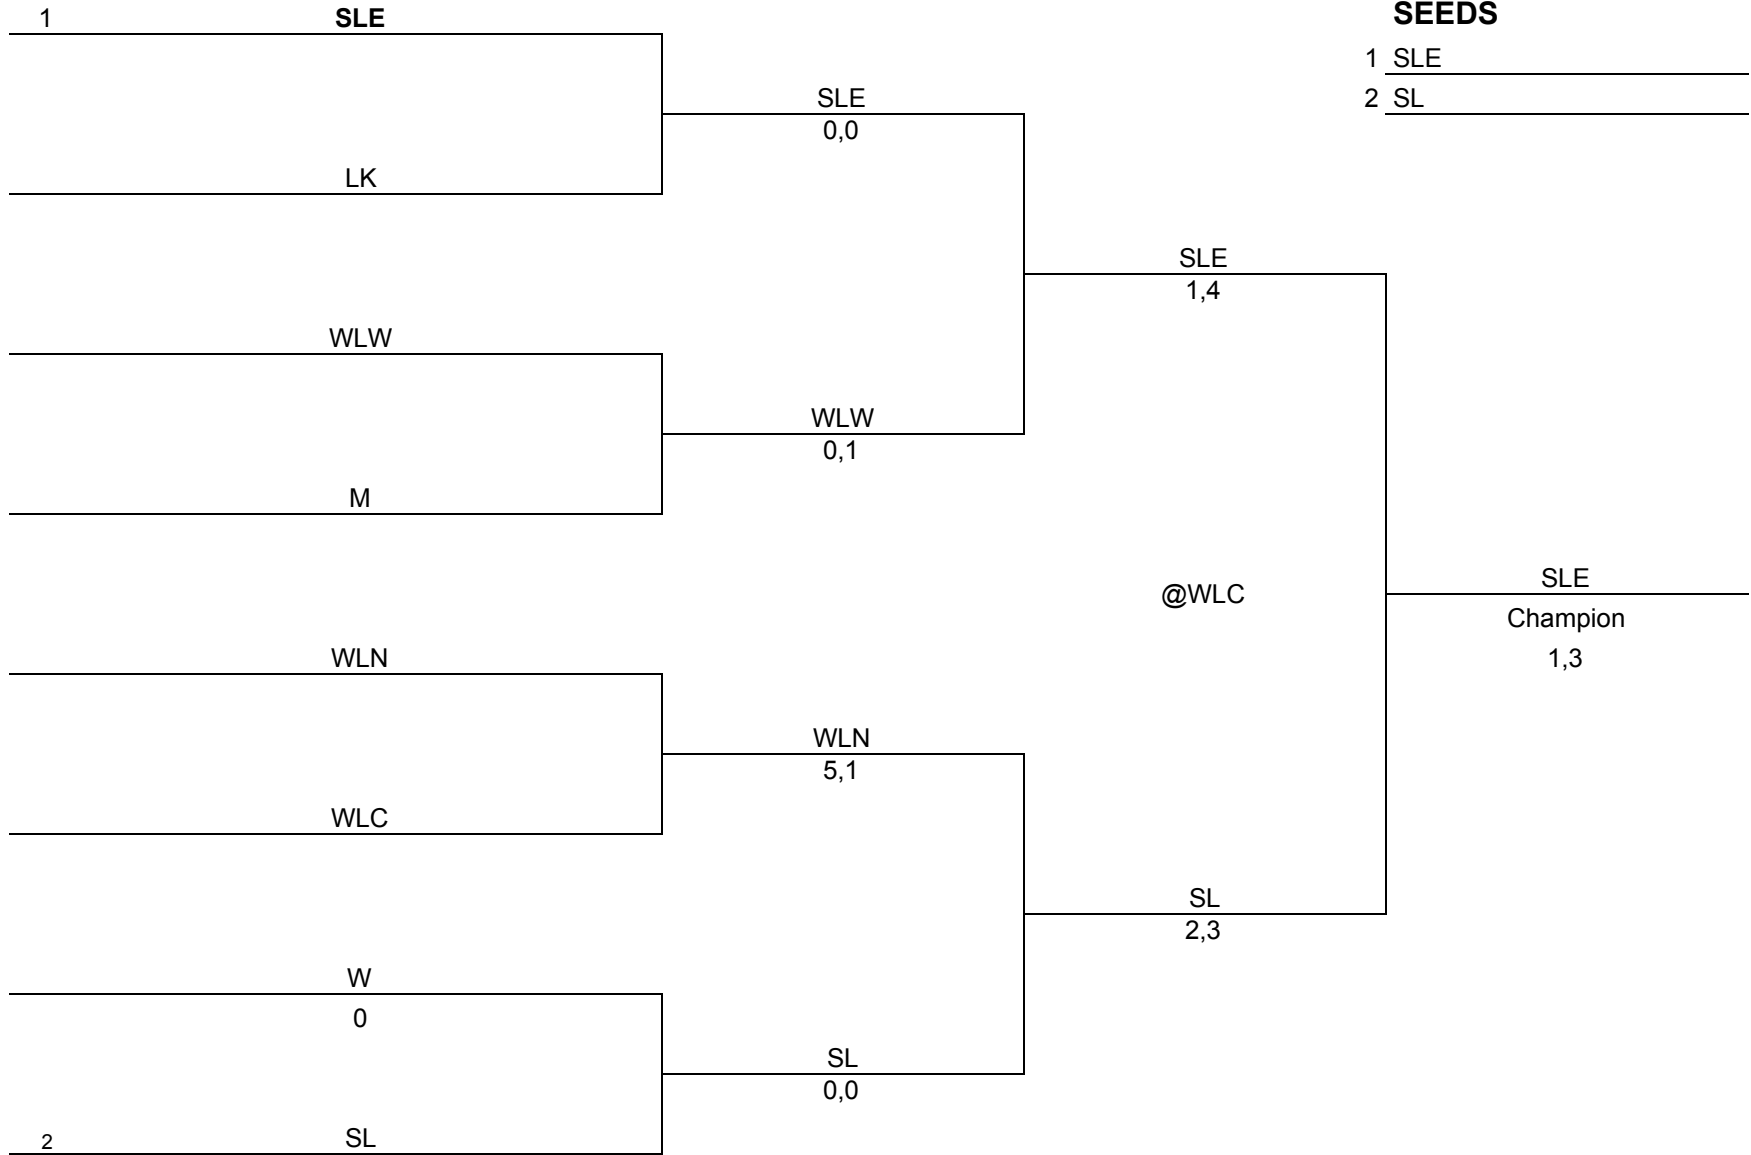 1 SLE
SEEDS
1 SLE
2 SL
SLE
0,0
LK
SLE
1,4
WLW
WLW
0,1
M
@WLC
SLE
Champion
1,3
WLN
WLN
5,1
WLC
SL
2,3
W
0
SL
0,0
2 SL